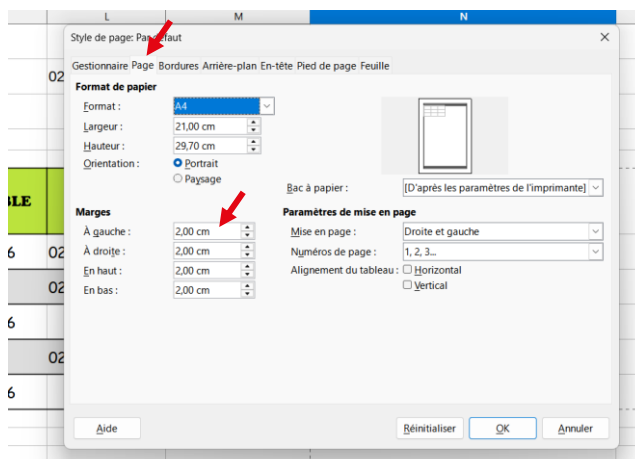 L M N
Style de page: Par défaut
Gestionnaire Page Bordures Arrière-plan En-tête Pied de page Feuille
02
Format de papier
Format : A4
Largeur : 21,00 cm
Hauteur : 29,70 cm
Orientation : Portrait
Paysage
Bac à papier : [D'après les paramètres de l'imprimante]
BLE
Marges Paramètres de mise en page
À gauche : 2,00 cm Mise en page : Droite et gauche
6 02 À droite : 2,00 cm Numéros de page : 1, 2, 3...
En haut : 2,00 cm Alignement du tableau : Horizontal
02 En bas : 2,00 cm Vertical
6
02
6
Aide Réinitialiser OK Annuler